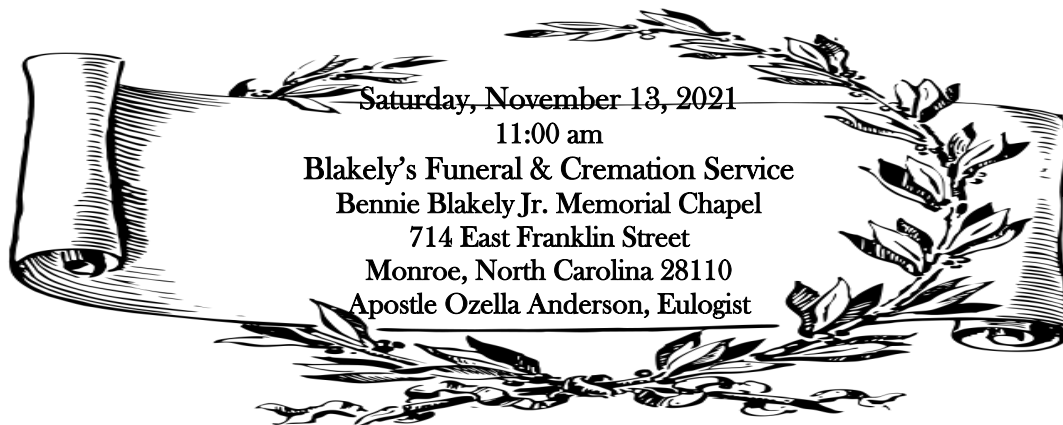 Saturday, November 13, 2021
11:00 am
Blakely’s Funeral & Cremation Service
Bennie Blakely Jr. Memorial Chapel
714 East Franklin Street
Monroe, North Carolina 28110
Apostle Ozella Anderson, Eulogist